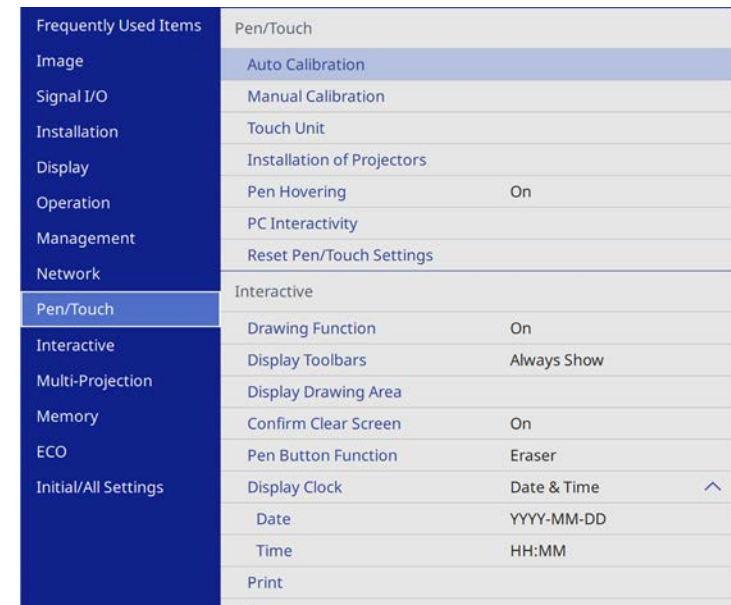 Frequently Used Items
Image
Signal I/O
Installation
Display
Operation
Management
Network
Pen/Touch
Interactive
Multi-Projection
Memory
ECO
Initial/All Settings
Pen/Touch
Auto Calibration
Manual Calibration
Touch Unit
Installation of Projectors
Pen Hovering On
PC Interactivity
Reset Pen/Touch Settings
Interactive
Drawing Function On
Display Toolbars Always Show
Display Drawing Area
Confirm Clear Screen On
Pen Button Function Eraser
Display Clock Date & Time
Date YYYY-MM-DD
Time HH:MM
Print